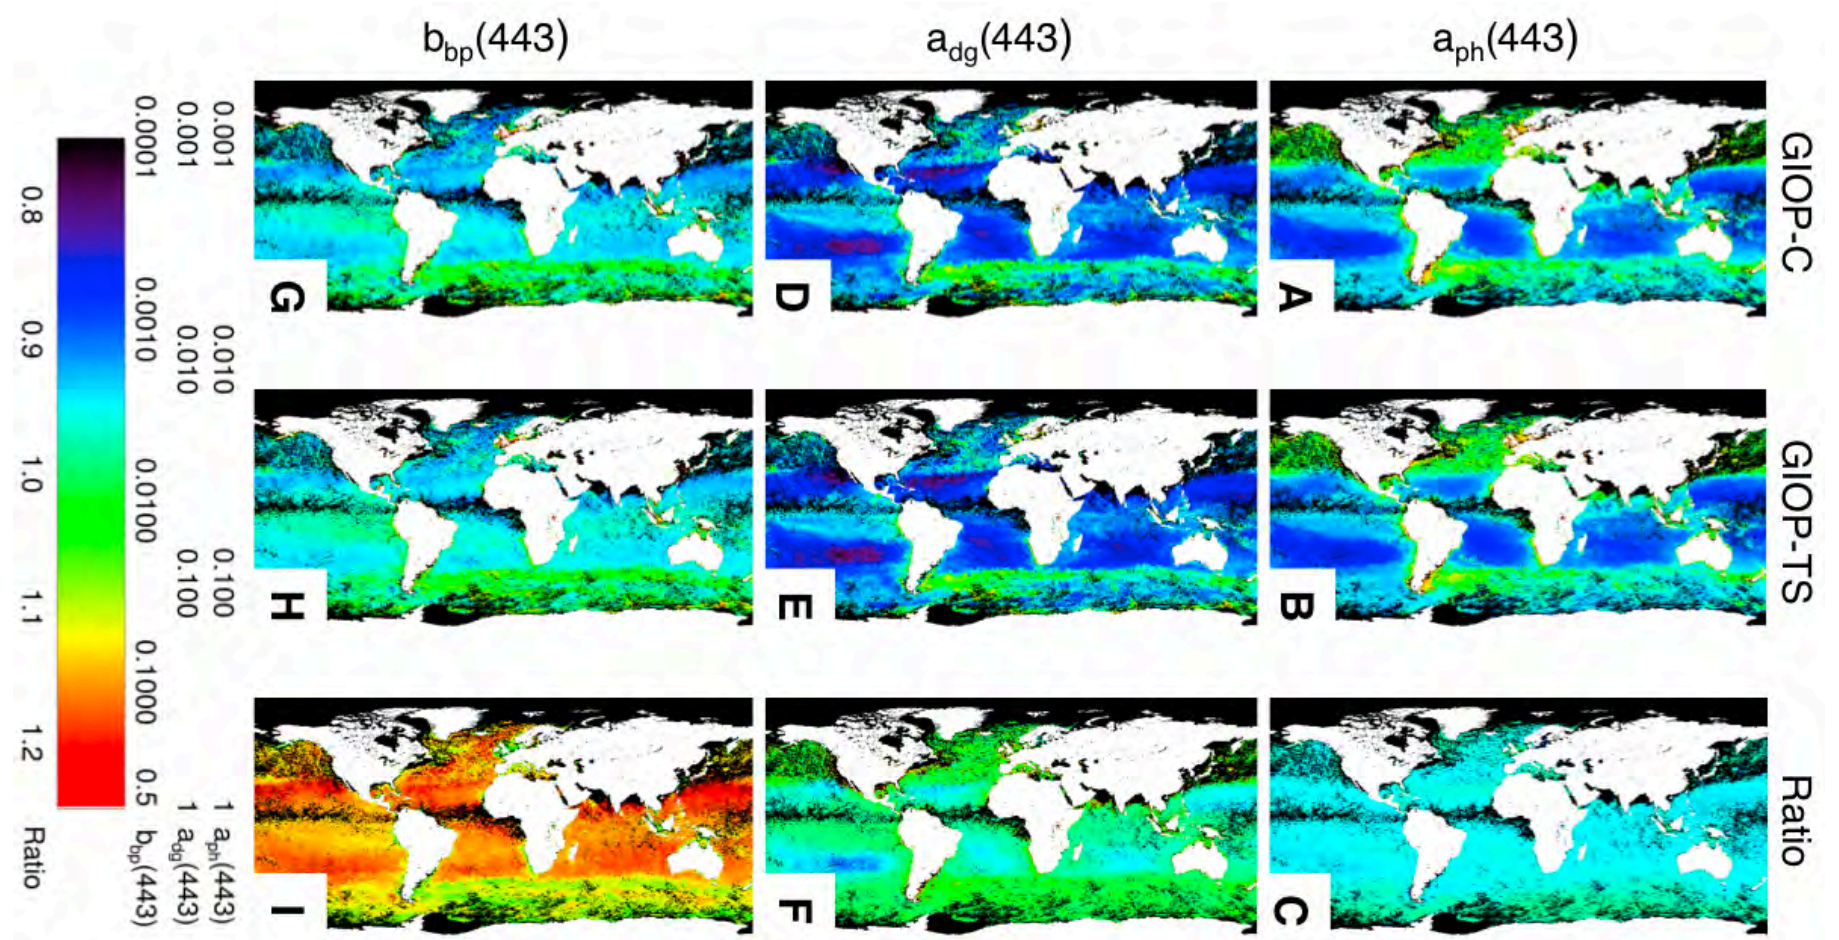 b_bp(443)
a_dg(443)
a_ph(443)
GIOP-C
GIOP-TS
Ratio
A
B
C
D
E
F
G
H
I
0.001 0.010 0.100 1 a_ph(443)
0.001 0.010 0.100 1 a_dg(443)
0.0001 0.0010 0.0100 0.1000 0.5 b_bp(443)
0.8 0.9 1.0 1.1 1.2 Ratio